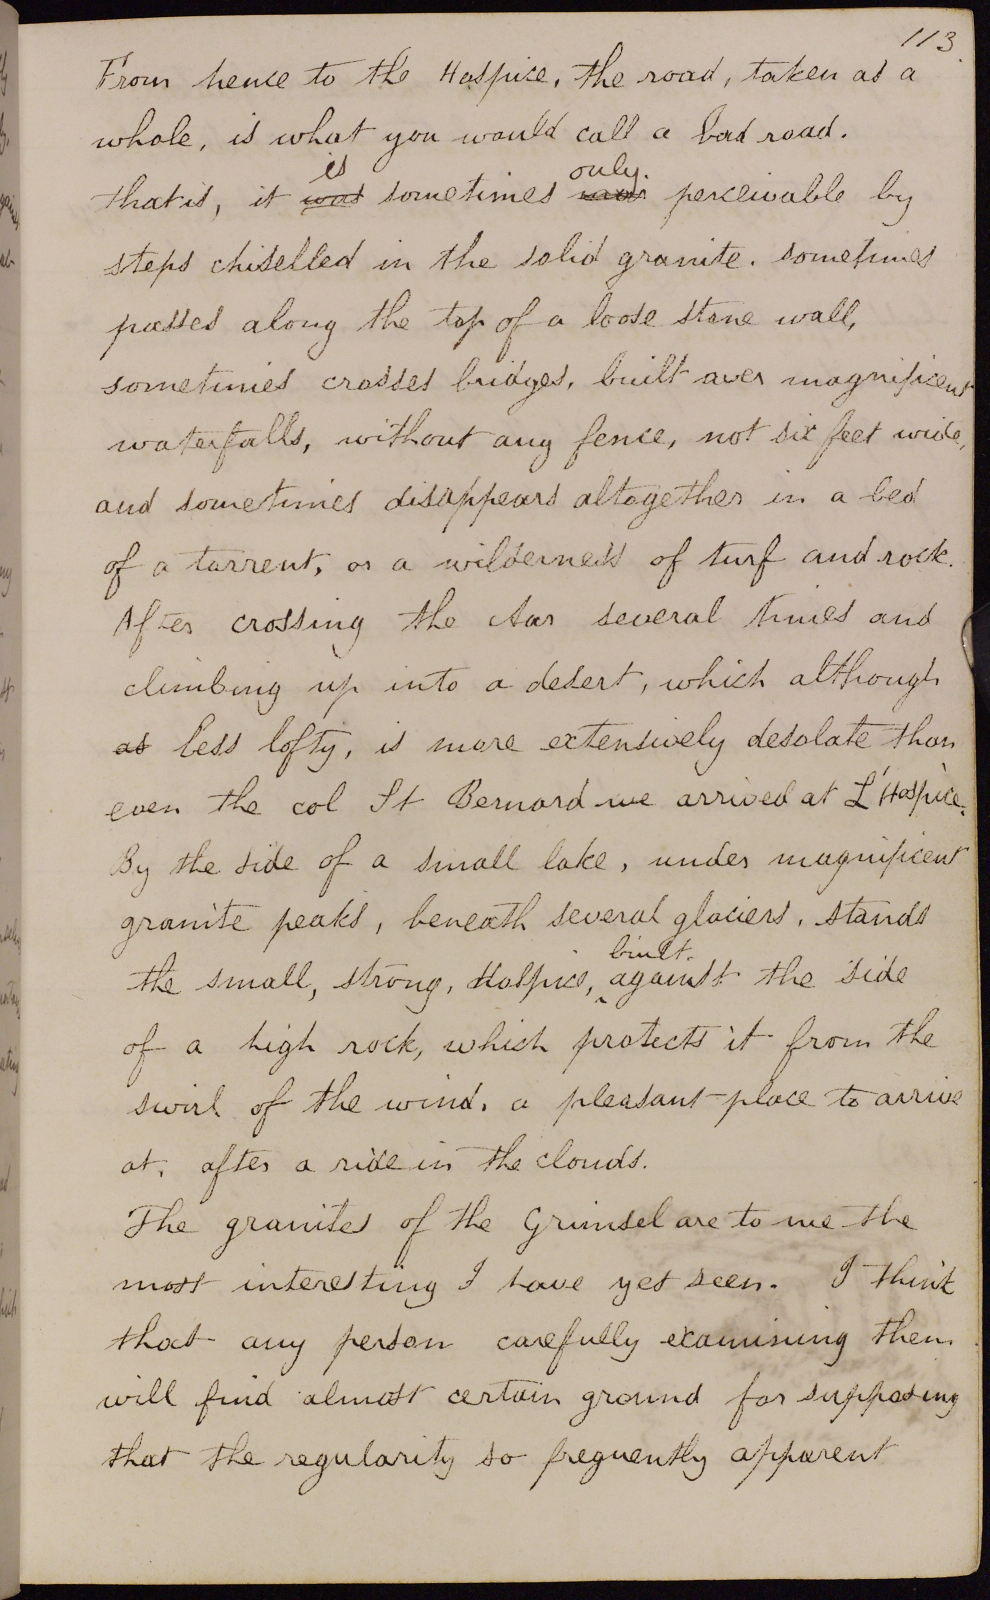 113
From hence to the Hospice, the road, taken as a
whole, is what you would call a bad road.
that is, it was is sometimes only. perceivable by
steps chiselled in the solid granite. sometimes
passes along the top of a loose stone wall,
sometimes crosses bridges, built over magnificent
waterfalls, without any fence, not six feet wide,
and sometimes disappears altogether in a bed
of a torrent, or a wilderness of turf and rock.
After crossing the Aar several times and
climbing up into a desert, which although
as less lofty, is more extensively desolate than
even the col St Bernard we arrived at L'Hospice.
By the side of a small lake, under magnificent
granite peaks, beneath several glaciers, stands
the small, strong, Hospice, built. against the side
of a high rock, which protects it from the
swirl of the wind. a pleasant place to arrive
at, after a ride in the clouds.
The granites of the Grimsel are to me the
most interesting I have yet seen. I think
that any person carefully examining them
will find almost certain ground for supposing
that the regularity so frequently apparent